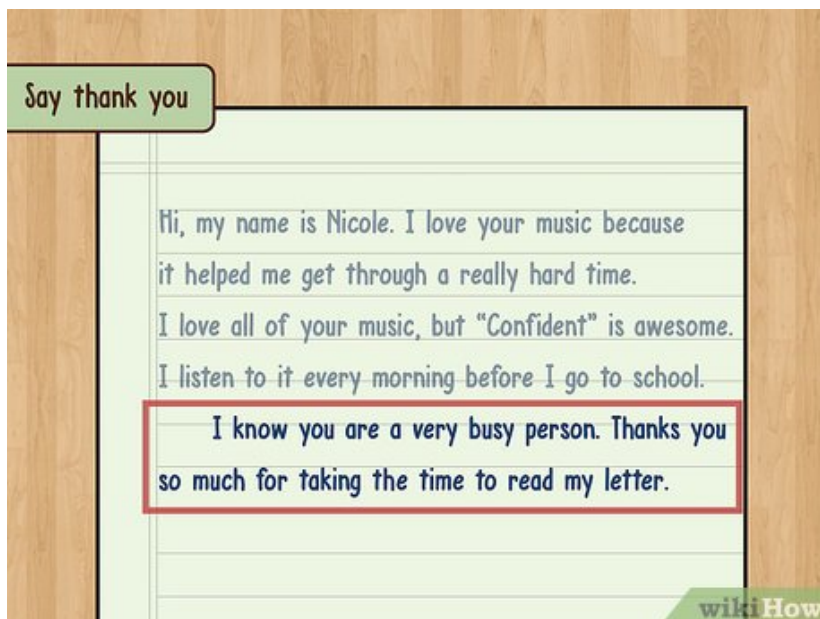 Say thank you
Hi, my name is Nicole. I love your music because
it helped me get through a really hard time.
I love all of your music, but “Confident” is awesome.
I listen to it every morning before I go to school.
I know you are a very busy person. Thanks you
so much for taking the time to read my letter.
wikiHow